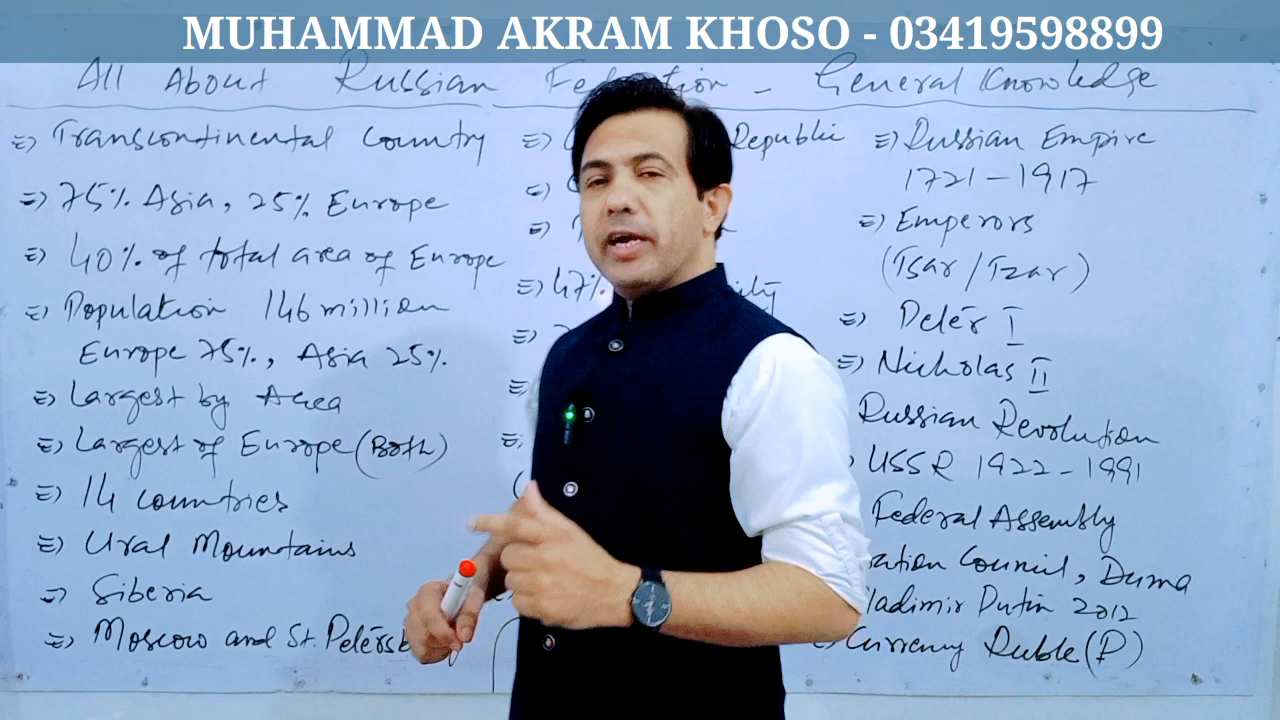 MUHAMMAD AKRAM KHOSO - 03419598899
All About Russian Federation - General Knowledge
=) Transcontinental Country
=) 75% Asia, 25% Europe
=) 40% of total area of Europe
=) Population 146 million
Europe 75%, Asia 25%
=) Largest by Area
=) Largest of Europe (Both)
=) 14 countries
=) Ural Mountains
=) Siberia
=) Moscow and St. Petersb
=) Republic
=)
=)
=) 47%
=)
=)
=)
=) Russian Empire
1721-1917
=) Emperors
(Tsar / Tzar)
=) Peter I
=) Nicholas II
Russian Revolution
USSR 1922-1991
Federal Assembly
ration Council, Duma
ladimir Putin 2012
=) Currency Ruble (₽)